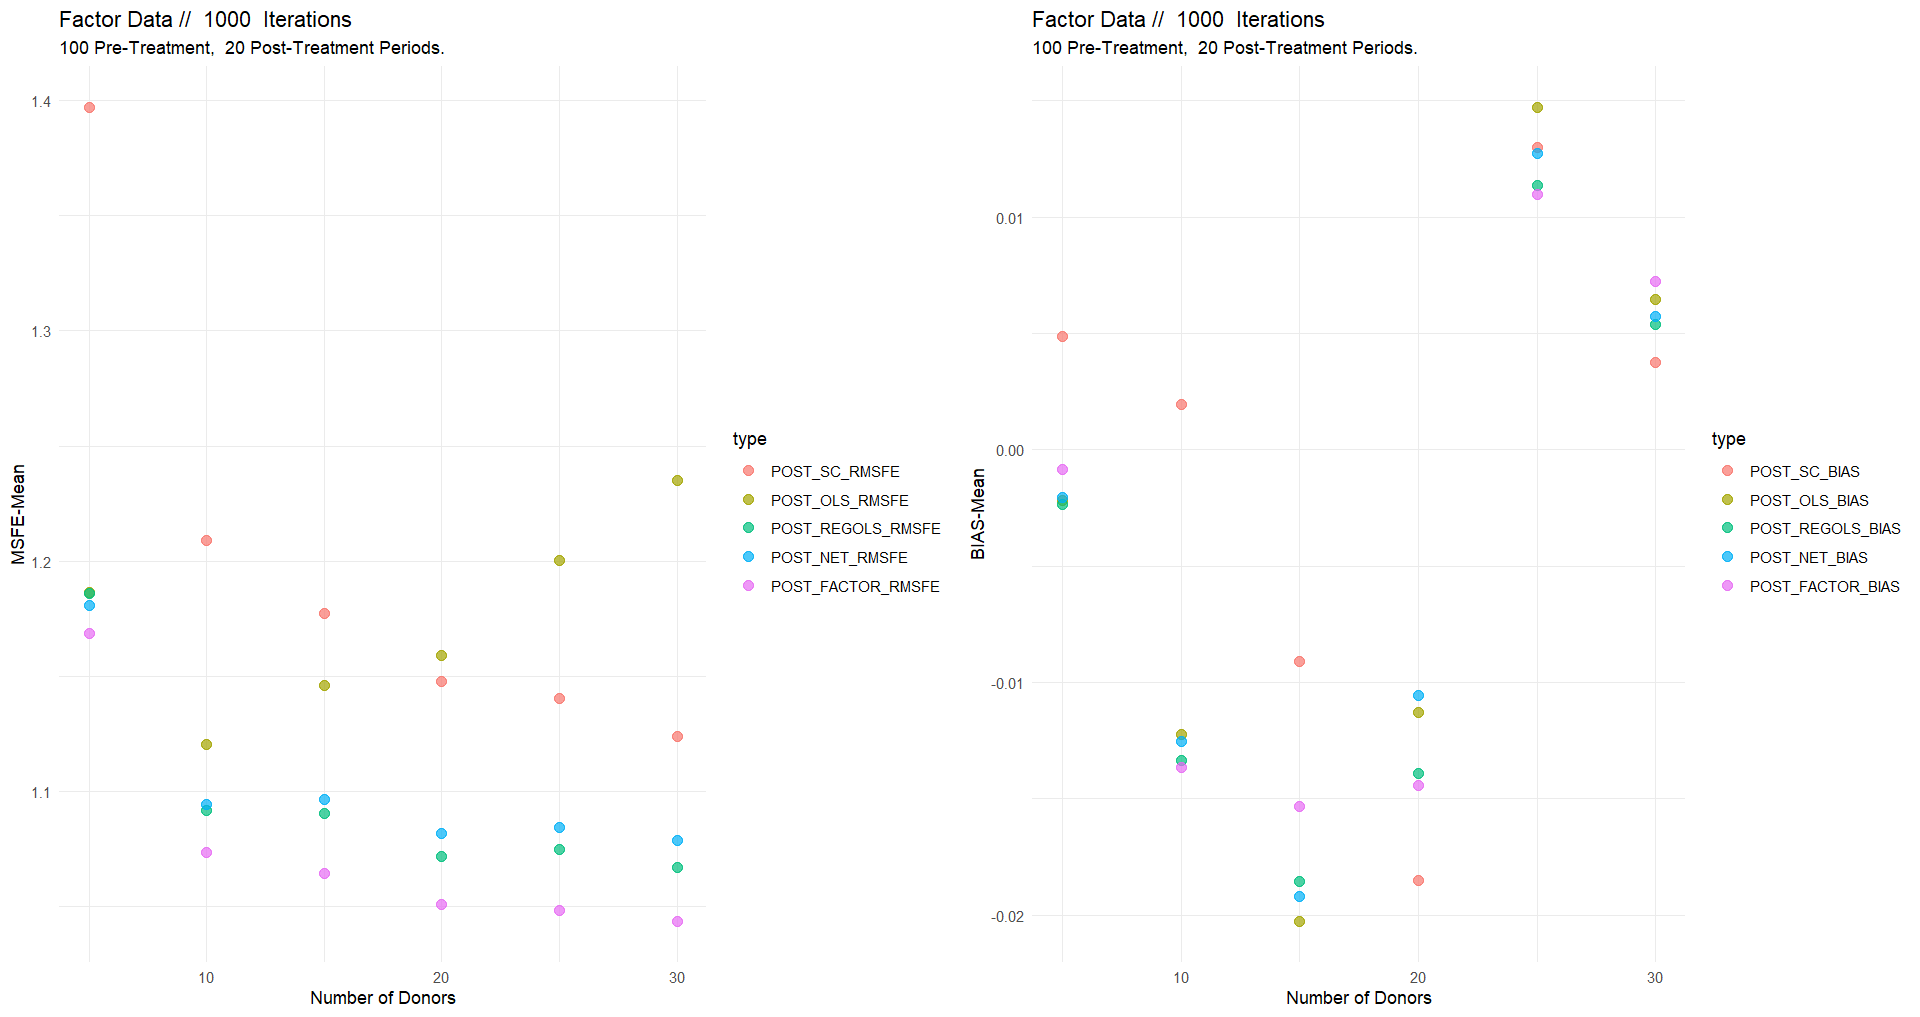 Factor Data //  1000  Iterations
100 Pre-Treatment,  20 Post-Treatment Periods.
1.4
1.3
1.2
1.1
MSFE-Mean
10
20
30
Number of Donors
type
POST_SC_RMSFE
POST_OLS_RMSFE
POST_REGOLS_RMSFE
POST_NET_RMSFE
POST_FACTOR_RMSFE
Factor Data //  1000  Iterations
100 Pre-Treatment,  20 Post-Treatment Periods.
0.01
0.00
-0.01
-0.02
BIAS-Mean
10
20
30
Number of Donors
type
POST_SC_BIAS
POST_OLS_BIAS
POST_REGOLS_BIAS
POST_NET_BIAS
POST_FACTOR_BIAS